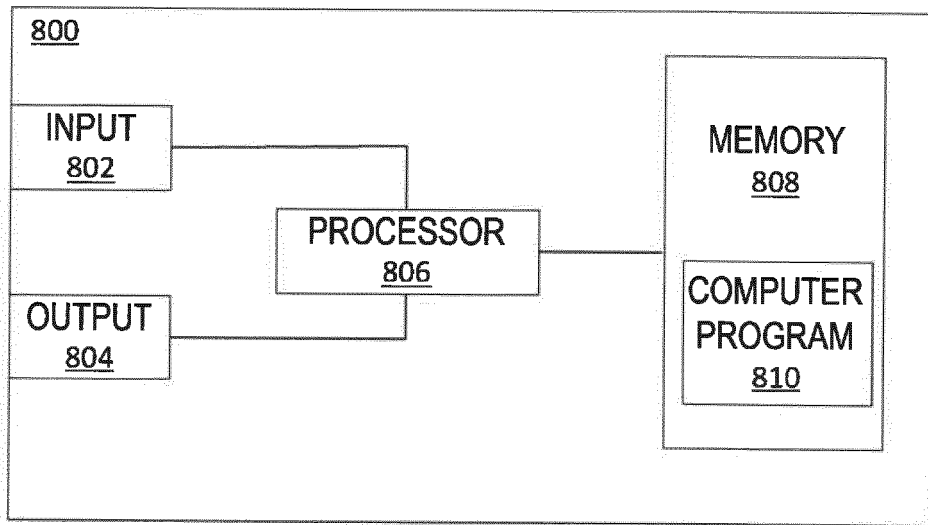 800
INPUT
802
PROCESSOR
806
OUTPUT
804
MEMORY
808
COMPUTER
PROGRAM
810